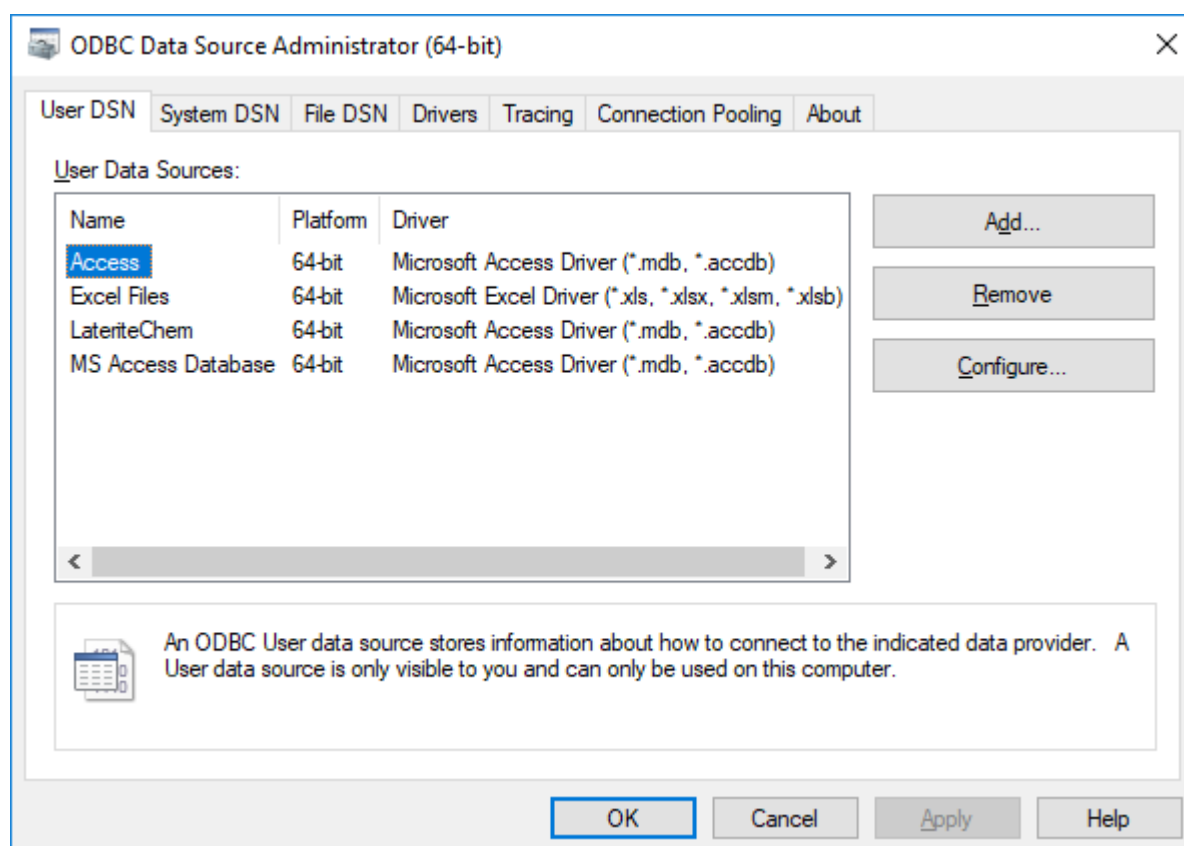 ODBC Data Source Administrator (64-bit)
User DSN System DSN File DSN Drivers Tracing Connection Pooling About
User Data Sources:
Name Platform Driver
Access 64-bit Microsoft Access Driver (*.mdb, *.accdb)
Excel Files 64-bit Microsoft Excel Driver (*.xls, *.xlsx, *.xlsm, *.xlsb)
LateriteChem 64-bit Microsoft Access Driver (*.mdb, *.accdb)
MS Access Database 64-bit Microsoft Access Driver (*.mdb, *.accdb)
Add...
Remove
Configure...
An ODBC User data source stores information about how to connect to the indicated data provider. A
User data source is only visible to you and can only be used on this computer.
OK Cancel Apply Help